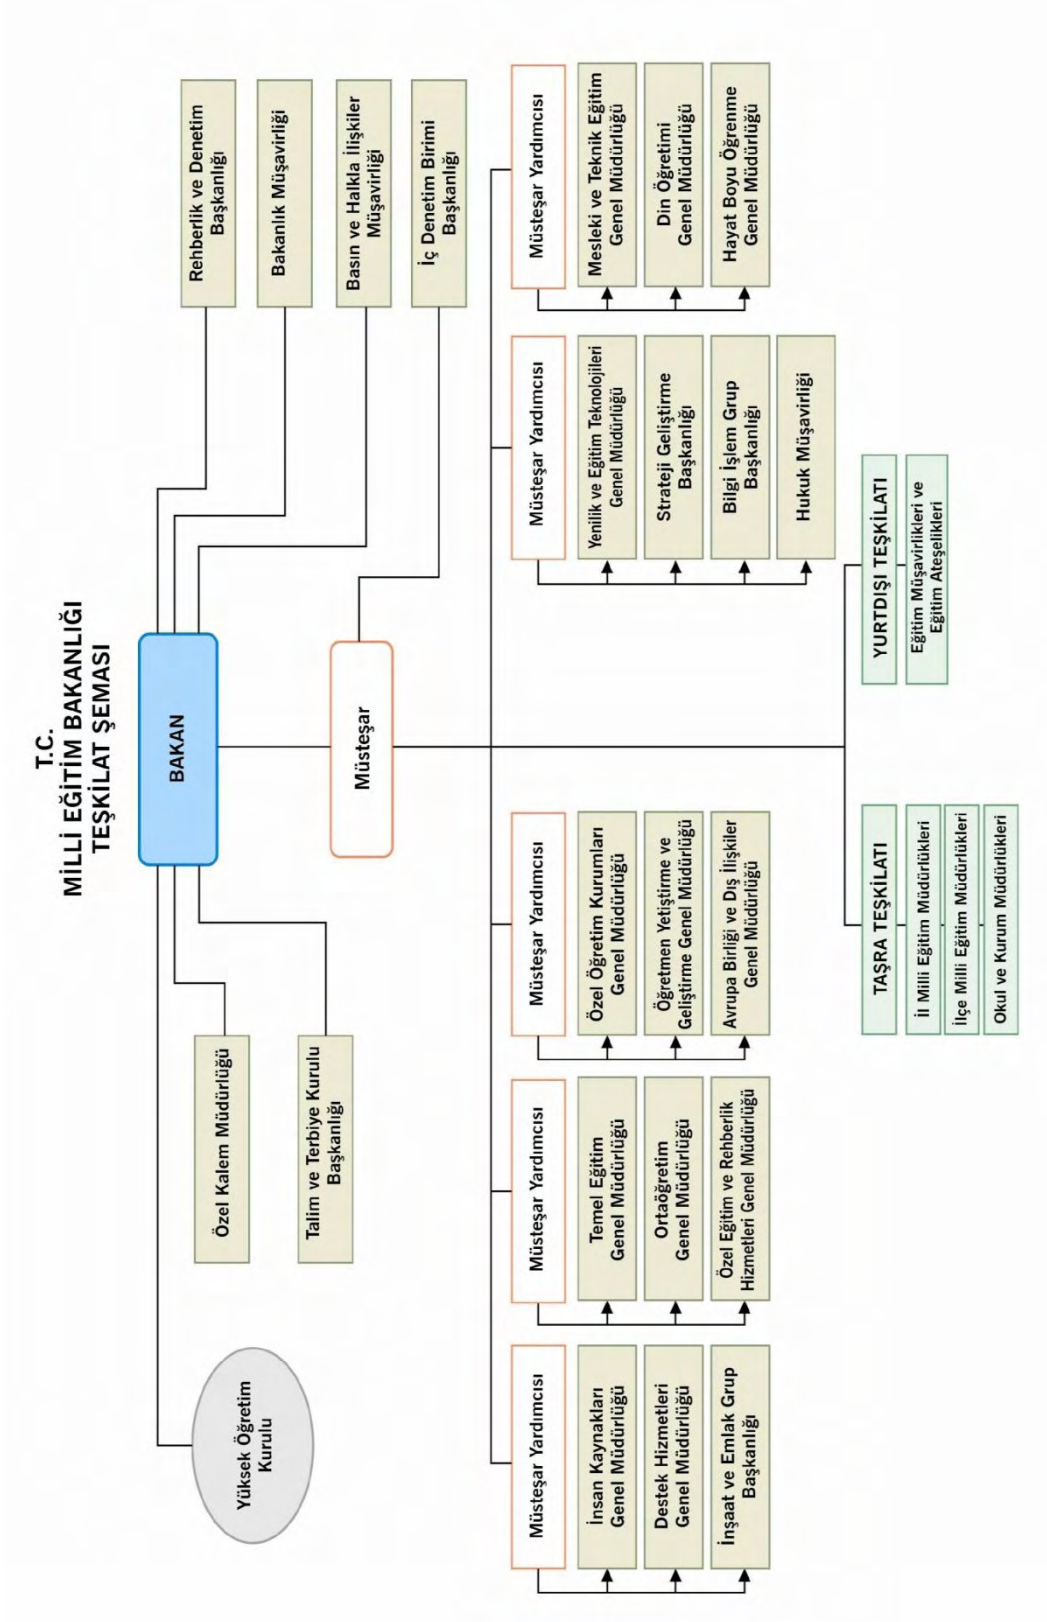 T.C.
MİLLİ EĞİTİM BAKANLIĞI
TEŞKİLAT ŞEMASI
BAKAN
Müsteşar
Yüksek Öğretim
Kurulu
Özel Kalem Müdürlüğü
Talim ve Terbiye Kurulu
Başkanlığı
Rehberlik ve Denetim
Başkanlığı
Bakanlık Müşavirliği
Basın ve Halkla İlişkiler
Müşavirliği
İç Denetim Birimi
Başkanlığı
Müsteşar Yardımcısı
İnsan Kaynakları
Genel Müdürlüğü
Destek Hizmetleri
Genel Müdürlüğü
İnşaat ve Emlak Grup
Başkanlığı
Müsteşar Yardımcısı
Temel Eğitim
Genel Müdürlüğü
Ortaöğretim
Genel Müdürlüğü
Özel Eğitim ve Rehberlik
Hizmetleri Genel Müdürlüğü
Müsteşar Yardımcısı
Özel Öğretim Kurumları
Genel Müdürlüğü
Öğretmen Yetiştirme ve
Geliştirme Genel Müdürlüğü
Avrupa Birliği ve Dış İlişkiler
Genel Müdürlüğü
Müsteşar Yardımcısı
Yenilik ve Eğitim Teknolojileri
Genel Müdürlüğü
Strateji Geliştirme
Başkanlığı
Bilgi İşlem Grup
Başkanlığı
Hukuk Müşavirliği
Müsteşar Yardımcısı
Mesleki ve Teknik Eğitim
Genel Müdürlüğü
Din Öğretimi
Genel Müdürlüğü
Hayat Boyu Öğrenme
Genel Müdürlüğü
TAŞRA TEŞKİLATI
İl Milli Eğitim Müdürlükleri
İlçe Milli Eğitim Müdürlükleri
Okul ve Kurum Müdürlükleri
YURTDIŞI TEŞKİLATI
Eğitim Müşavirlikleri ve
Eğitim Ateşelikleri